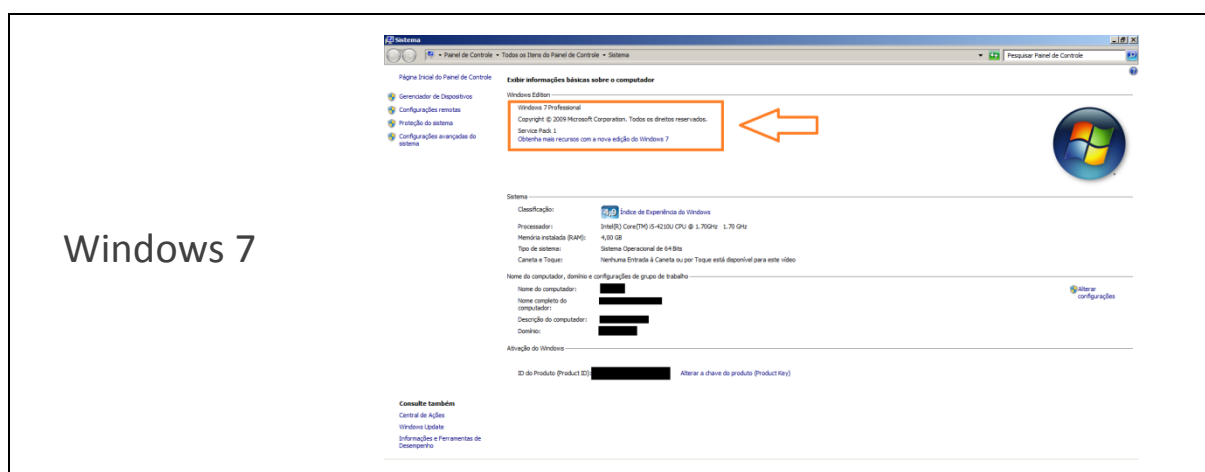 Windows 7
Sistema
Painel de Controle
Todos os Itens do Painel de Controle
Sistema
Pesquisar Painel de Controle
Página Inicial do Painel de Controle
Gerenciador de Dispositivos
Configurações remotas
Proteção do sistema
Configurações avançadas do
sistema
Exibir informações básicas sobre o computador
Windows Edition
Windows 7 Professional
Copyright © 2009 Microsoft Corporation. Todos os direitos reservados.
Service Pack 1
Obtenha mais recursos com a nova edição do Windows 7
Sistema
Classificação: 4,9 Índice de Experiência do Windows
Processador: Intel(R) Core(TM) i5-4210U CPU @ 1.70GHz 1.70 GHz
Memória instalada (RAM): 4,00 GB
Tipo de sistema: Sistema Operacional de 64 Bits
Caneta e Toque: Nenhuma Entrada à Caneta ou por Toque está disponível para este vídeo
Nome do computador, domínio e configurações de grupo de trabalho
Nome do computador:
Nome completo do
computador:
Descrição do computador:
Domínio:
Alterar
configurações
Ativação do Windows
ID do Produto (Product ID): Alterar a chave do produto (Product Key)
Consulte também
Central de Ações
Windows Update
Informações e Ferramentas de
Desempenho